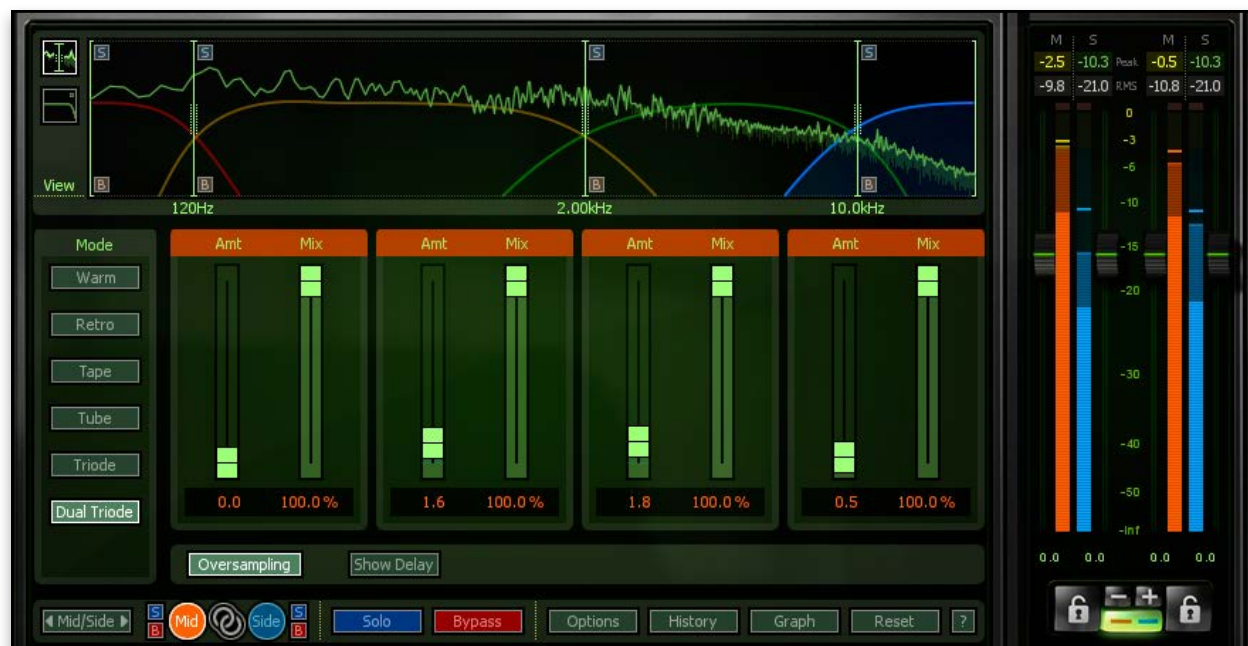 S S S S
View B B B B
120Hz 2.00kHz 10.0kHz
Mode
Warm
Retro
Tape
Tube
Triode
Dual Triode
Amt Mix Amt Mix Amt Mix Amt Mix
0.0 100.0% 1.6 100.0% 1.8 100.0% 0.5 100.0%
Oversampling Show Delay
Mid/Side S B Mid Side S B Solo Bypass Options History Graph Reset ?
M S M S
-2.5 -10.3 Peak -0.5 -10.3
-9.8 -21.0 RMS -10.8 -21.0
0
-3
-6
-10
-15
-20
-30
-40
-50
-Inf
0.0 0.0 0.0 0.0